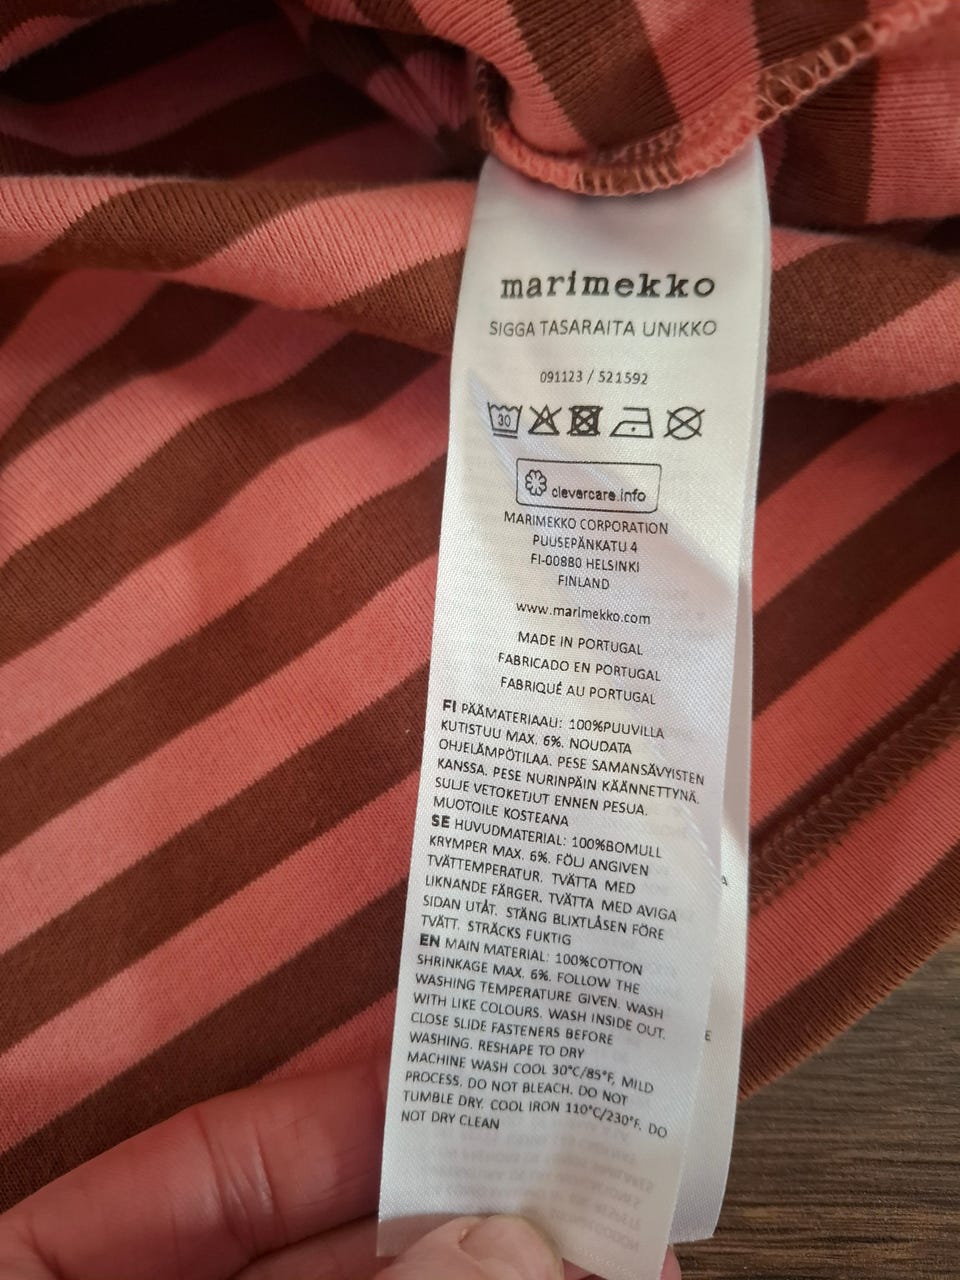 marimekko
SIGGA TASARAITA UNIKKO
091123 / 521592
30
clevercare.info
MARIMEKKO CORPORATION
PUUSEPÄNKATU 4
FI-00880 HELSINKI
FINLAND
www.marimekko.com
MADE IN PORTUGAL
FABRICADO EN PORTUGAL
FABRIQUÉ AU PORTUGAL
FI PÄÄMATERIAALI: 100%PUUVILLA
KUTISTUU MAX. 6%. NOUDATA
OHJELÄMPÖTILAA. PESE SAMANSÄVYISTEN
KANSSA. PESE NURINPÄIN KÄÄNNETTYNÄ.
SULJE VETOKETJUT ENNEN PESUA.
MUOTOILE KOSTEANA
SE HUVUDMATERIAL: 100%BOMULL
KRYMPER MAX. 6%. FÖLJ ANGIVEN
TVÄTTEMPERATUR. TVÄTTA MED
LIKNANDE FÄRGER. TVÄTTA MED AVIGA
SIDAN UTÅT. STÄNG BLIXTLÅSEN FÖRE
TVÄTT. STRÄCKS FUKTIG
EN MAIN MATERIAL: 100%COTTON
SHRINKAGE MAX. 6%. FOLLOW THE
WASHING TEMPERATURE GIVEN. WASH
WITH LIKE COLOURS. WASH INSIDE OUT.
CLOSE SLIDE FASTENERS BEFORE
WASHING. RESHAPE TO DRY
MACHINE WASH COOL 30°C/85°F, MILD
PROCESS. DO NOT BLEACH. DO NOT
TUMBLE DRY. COOL IRON 110°C/230°F. DO
NOT DRY CLEAN